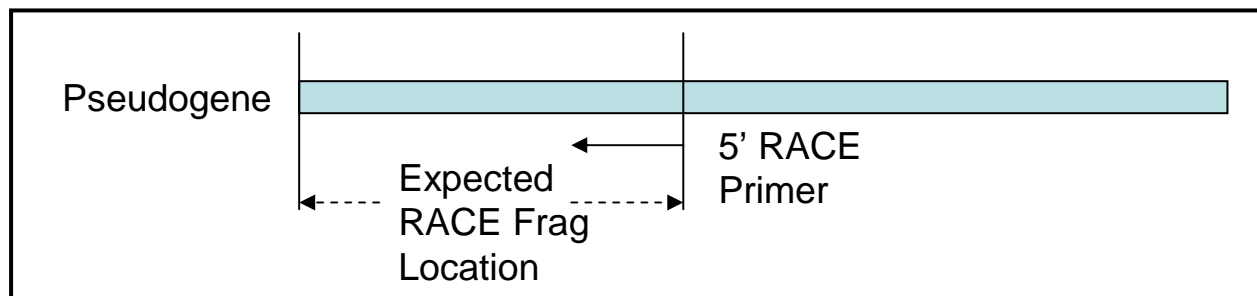 Pseudogene
5’ RACE
Primer
Expected
RACE Frag
Location